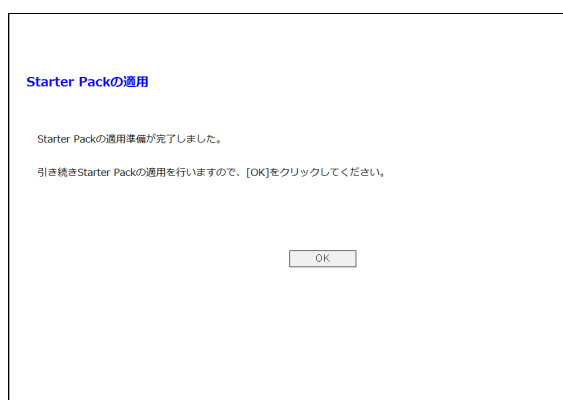 Starter Packの適用
Starter Packの適用準備が完了しました。
引き続きStarter Packの適用を行いますので、[OK]をクリックしてください。
OK